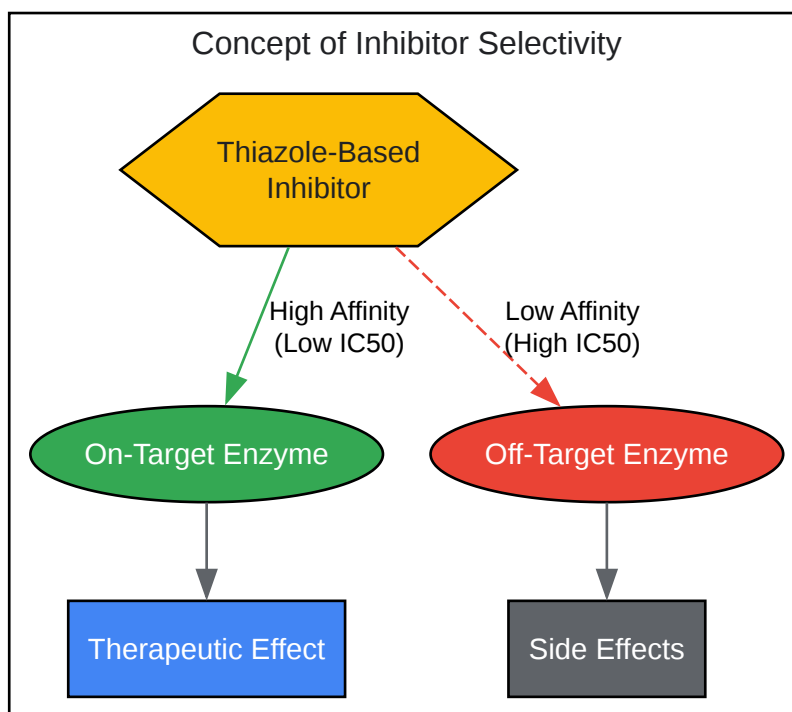 Concept of Inhibitor Selectivity
Thiazole-Based
Inhibitor
High Affinity
(Low IC50)
Low Affinity
(High IC50)
On-Target Enzyme
Off-Target Enzyme
Therapeutic Effect
Side Effects